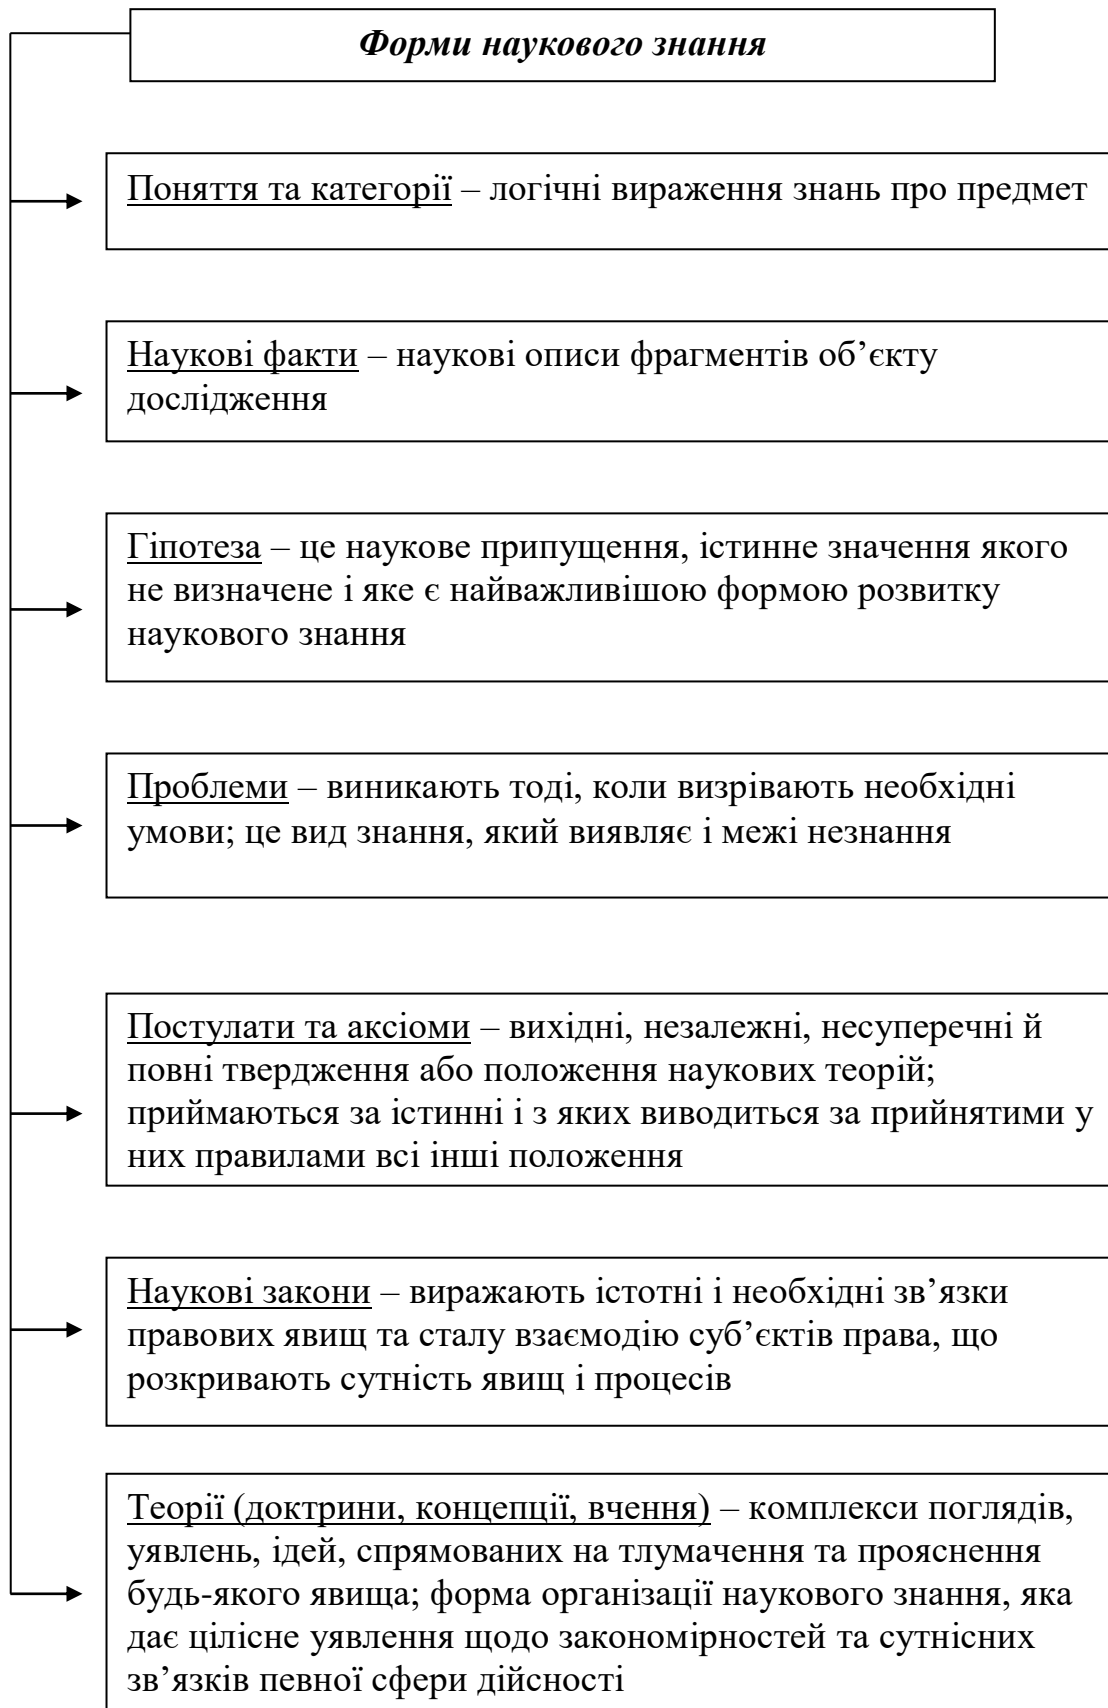 Форми наукового знання
Поняття та категорії – логічні вираження знань про предмет
Наукові факти – наукові описи фрагментів об’єкту
дослідження
Гіпотеза – це наукове припущення, істинне значення якого
не визначене і яке є найважливішою формою розвитку
наукового знання
Проблеми – виникають тоді, коли визрівають необхідні
умови; це вид знання, який виявляє і межі незнання
Постулати та аксіоми – вихідні, незалежні, несуперечні й
повні твердження або положення наукових теорій;
приймаються за істинні і з яких виводиться за прийнятими у
них правилами всі інші положення
Наукові закони – виражають істотні і необхідні зв’язки
правових явищ та сталу взаємодію суб’єктів права, що
розкривають сутність явищ і процесів
Теорії (доктрини, концепції, вчення) – комплекси поглядів,
уявлень, ідей, спрямованих на тлумачення та прояснення
будь-якого явища; форма організації наукового знання, яка
дає цілісне уявлення щодо закономірностей та сутнісних
зв’язків певної сфери дійсності